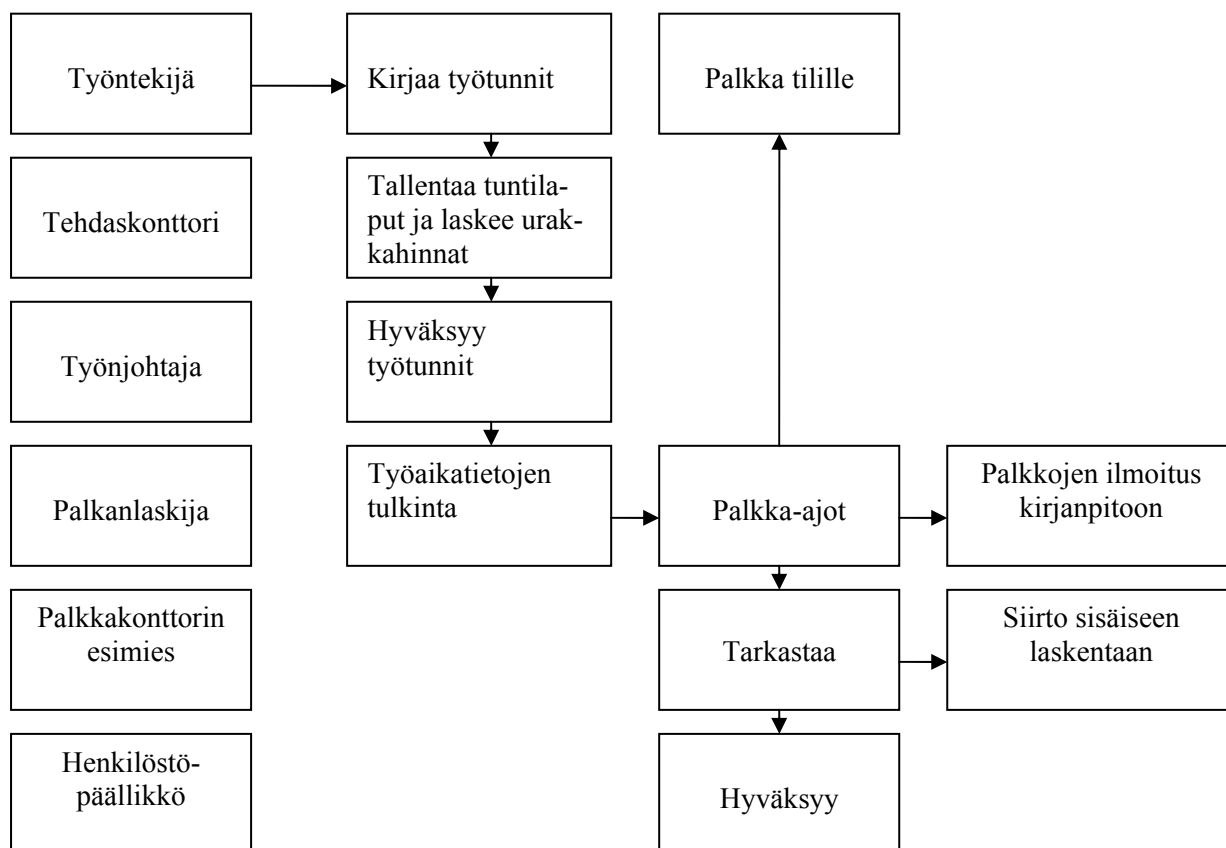 Työntekijä
Kirjaa työtunnit
Palkka tilille
Tehdaskonttori
Tallentaa tuntila-
put ja laskee urak-
kahinnat
Työnjohtaja
Hyväksyy
työtunnit
Palkanlaskija
Työaikatietojen
tulkinta
Palkka-ajot
Palkkojen ilmoitus
kirjanpitoon
Palkkakonttorin
esimies
Tarkastaa
Siirto sisäiseen
laskentaan
Henkilöstö-
päällikkö
Hyväksyy